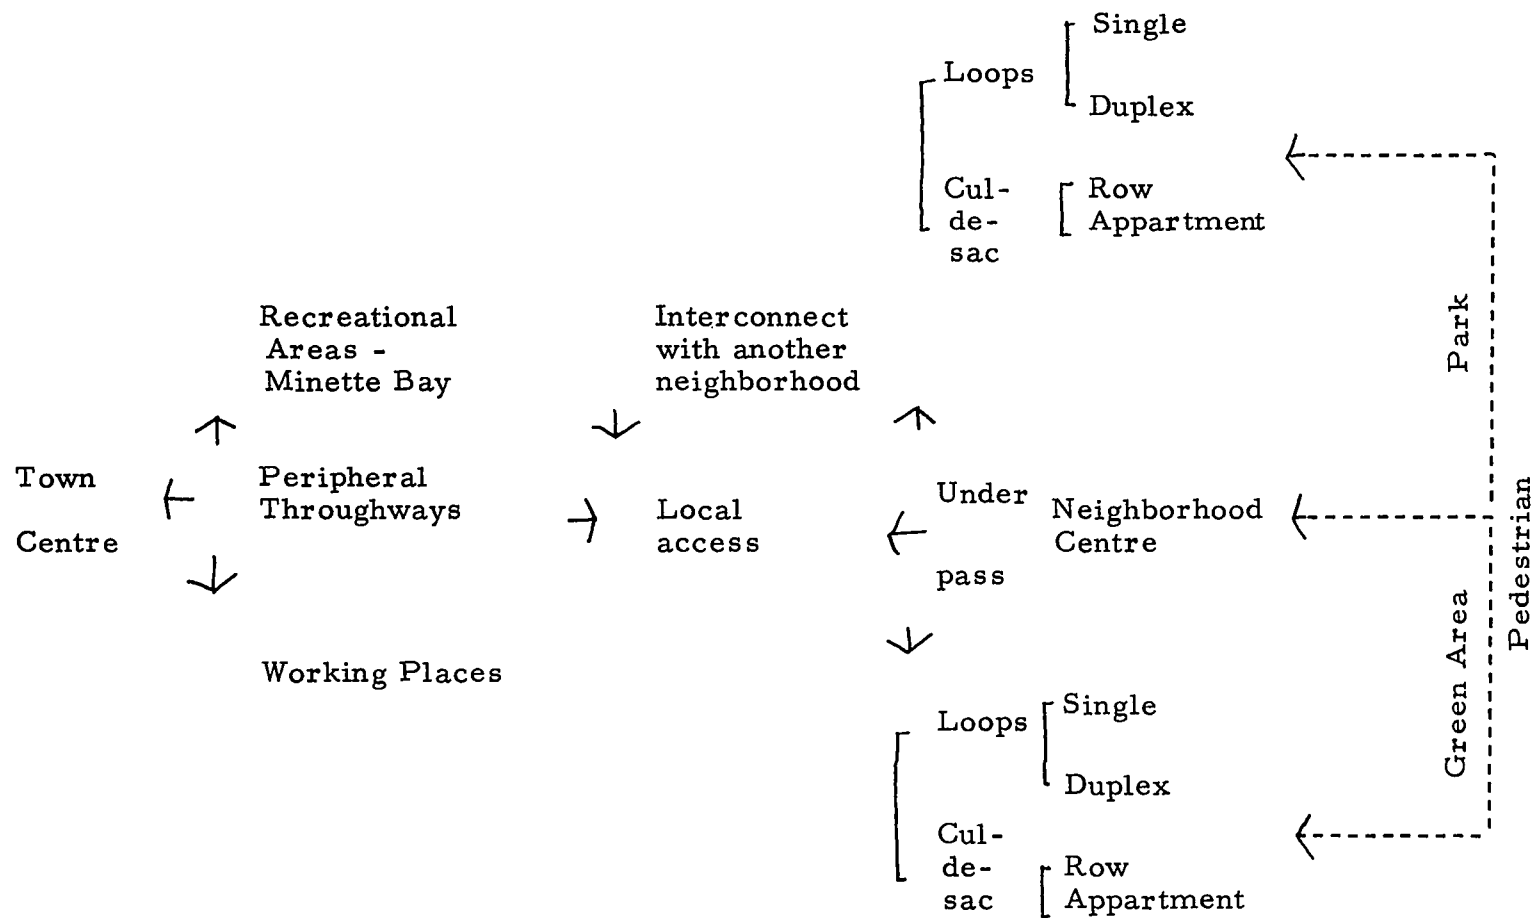 Single
Loops
Duplex
Cul-
de-
sac
Row
Appartment
Recreational
Areas -
Minette Bay
Interconnect
with another
neighborhood
Park
Town
Centre
Peripheral
Throughways
Local
access
Under
pass
Neighborhood
Centre
Pedestrian
Green Area
Working Places
Loops
Single
Duplex
Cul-
de-
sac
Row
Appartment